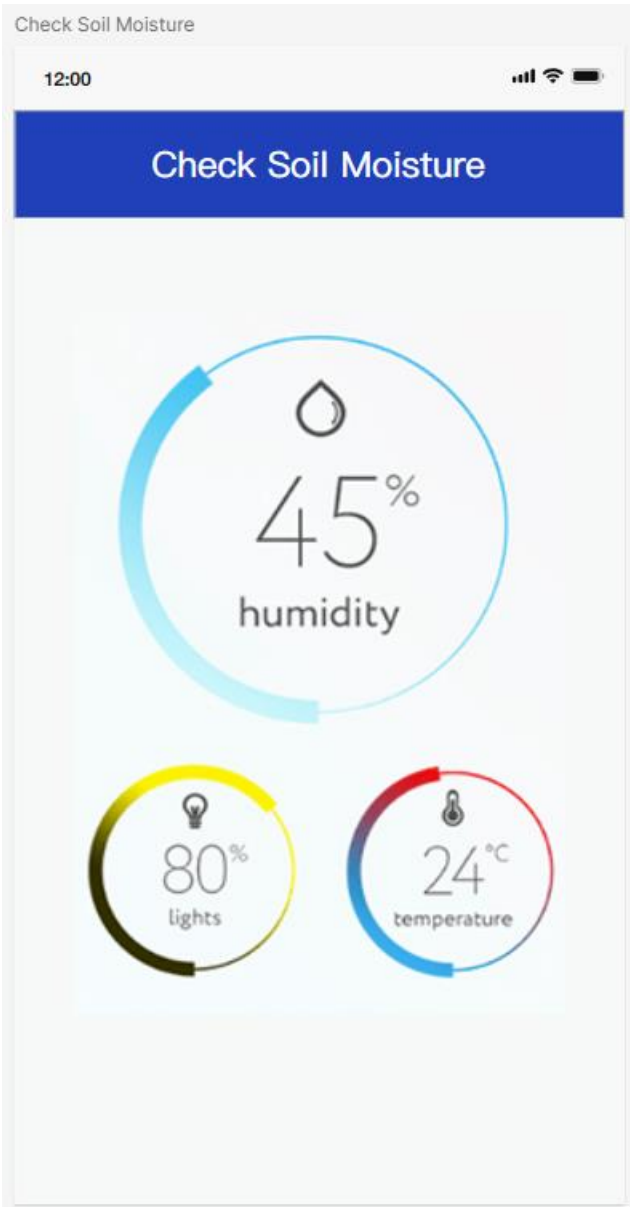 Check Soil Moisture
12:00
Check Soil Moisture
45%
humidity
80%
lights
24°C
temperature